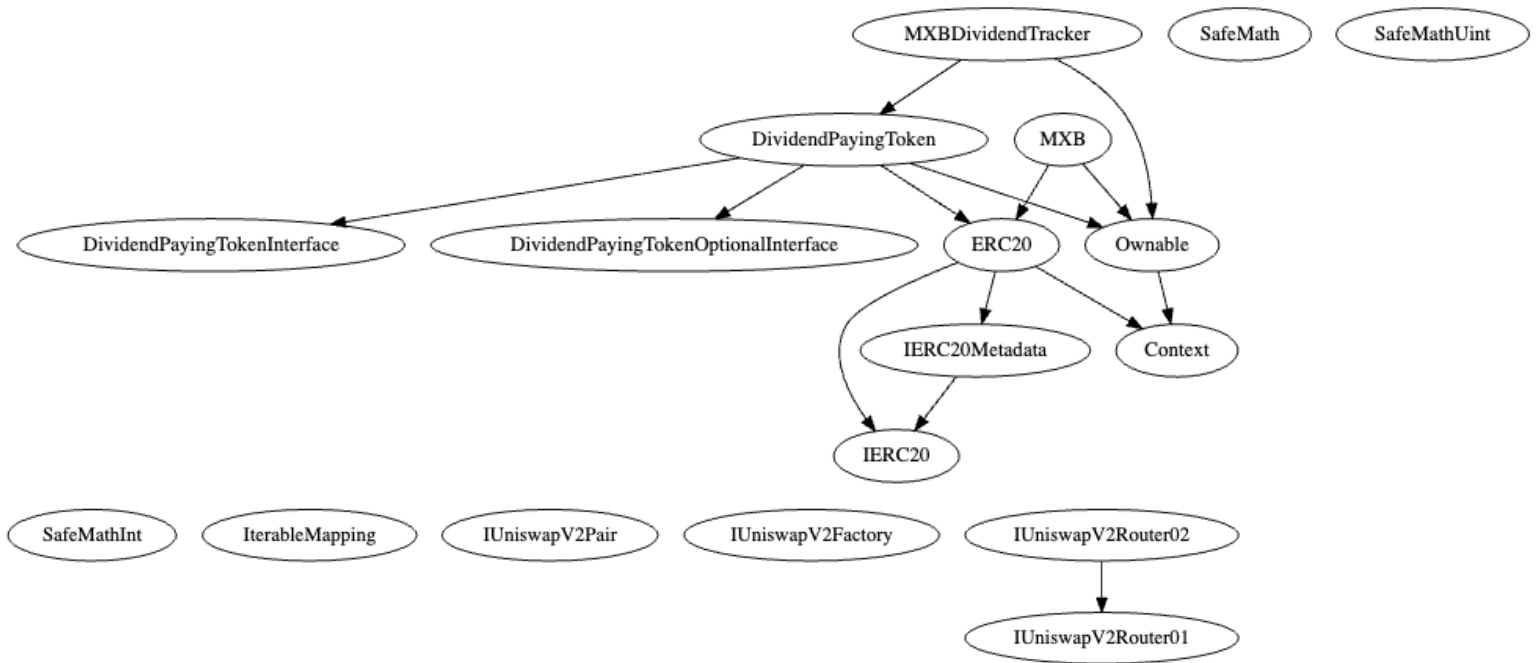 MXBDividendTracker
SafeMath
SafeMathUint
DividendPayingToken
MXB
DividendPayingTokenInterface
DividendPayingTokenOptionalInterface
ERC20
Ownable
IERC20Metadata
Context
IERC20
SafeMathInt
IterableMapping
IUniswapV2Pair
IUniswapV2Factory
IUniswapV2Router02
IUniswapV2Router01